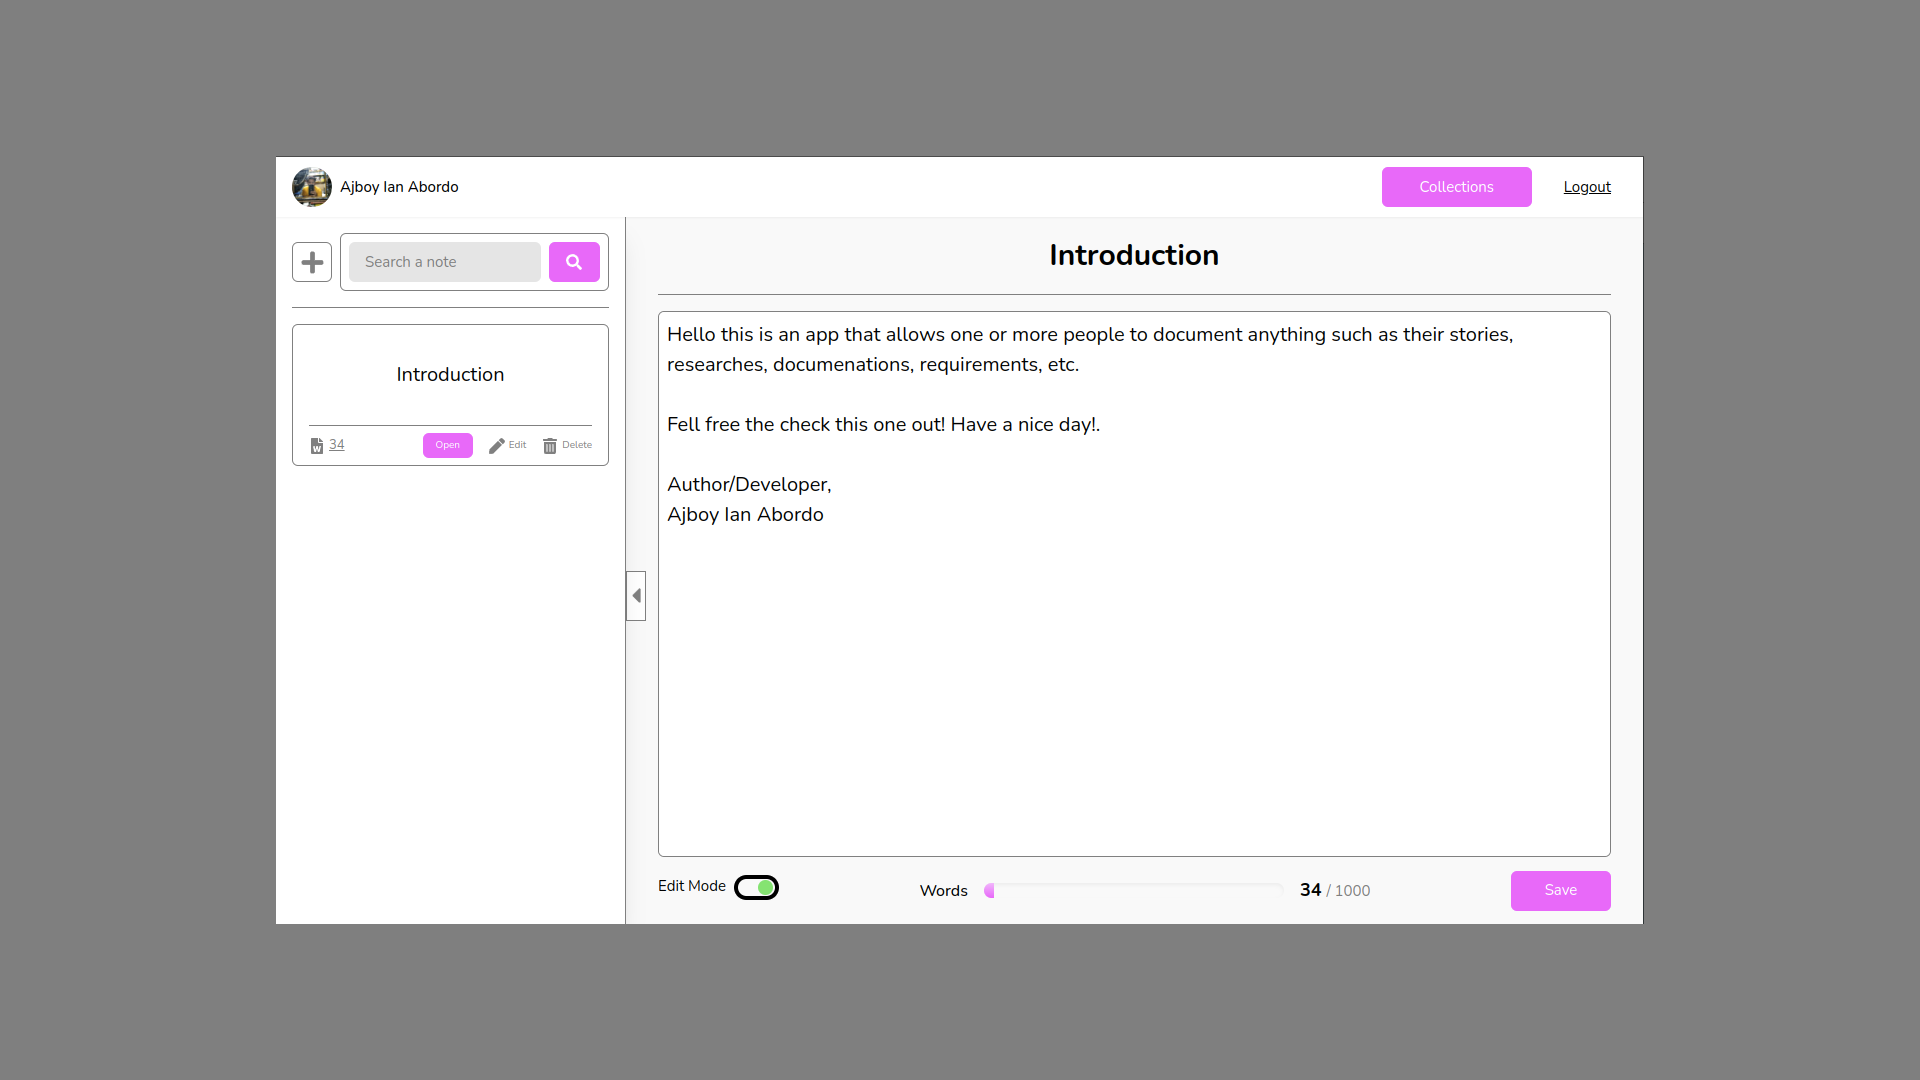 Ajboy Ian Abordo
Collections
Logout
Search a note
Introduction
34
Open
Edit
Delete
Introduction
Hello this is an app that allows one or more people to document anything such as their stories,
researches, documenations, requirements, etc.
Fell free the check this one out! Have a nice day!.
Author/Developer,
Ajboy Ian Abordo
Edit Mode
Words
34 / 1000
Save